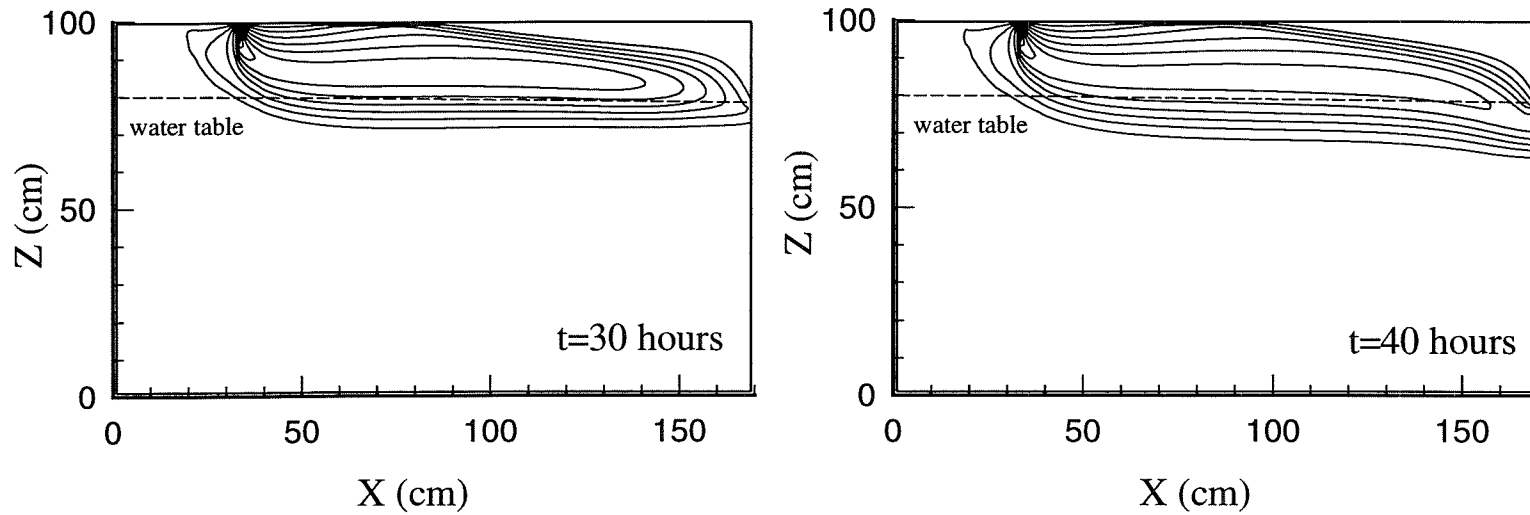 100
water table
50
Z (cm)
t=30 hours
0
0 50 100 150
X (cm)
100
water table
50
Z (cm)
t=40 hours
0
0 50 100 150
X (cm)